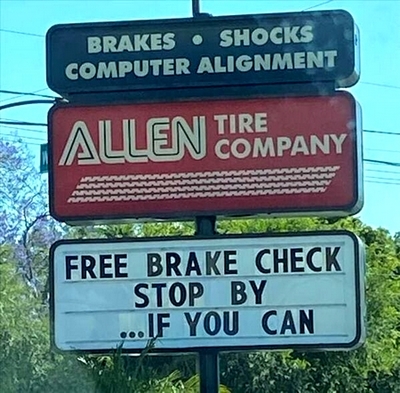 BRAKES • SHOCKS
COMPUTER ALIGNMENT
ALLEN TIRE
COMPANY
FREE BRAKE CHECK
STOP BY
...IF YOU CAN